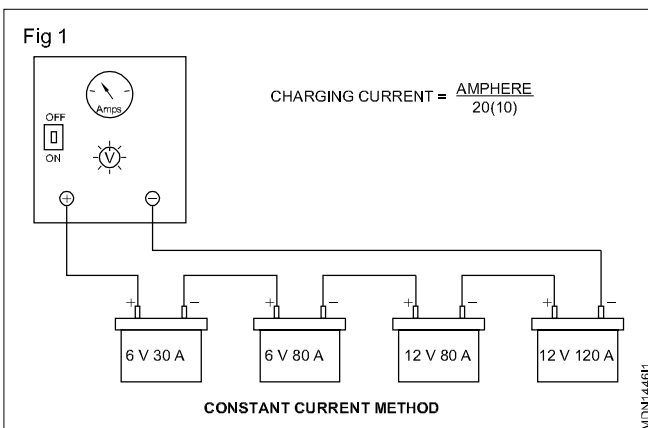 Fig 1
Amps
OFF
ON
V
+
−
CHARGING CURRENT = AMPHERE
20(10)
+ − + − + − + −
6 V 30 A 6 V 80 A 12 V 80 A 12 V 120 A
CONSTANT CURRENT METHOD